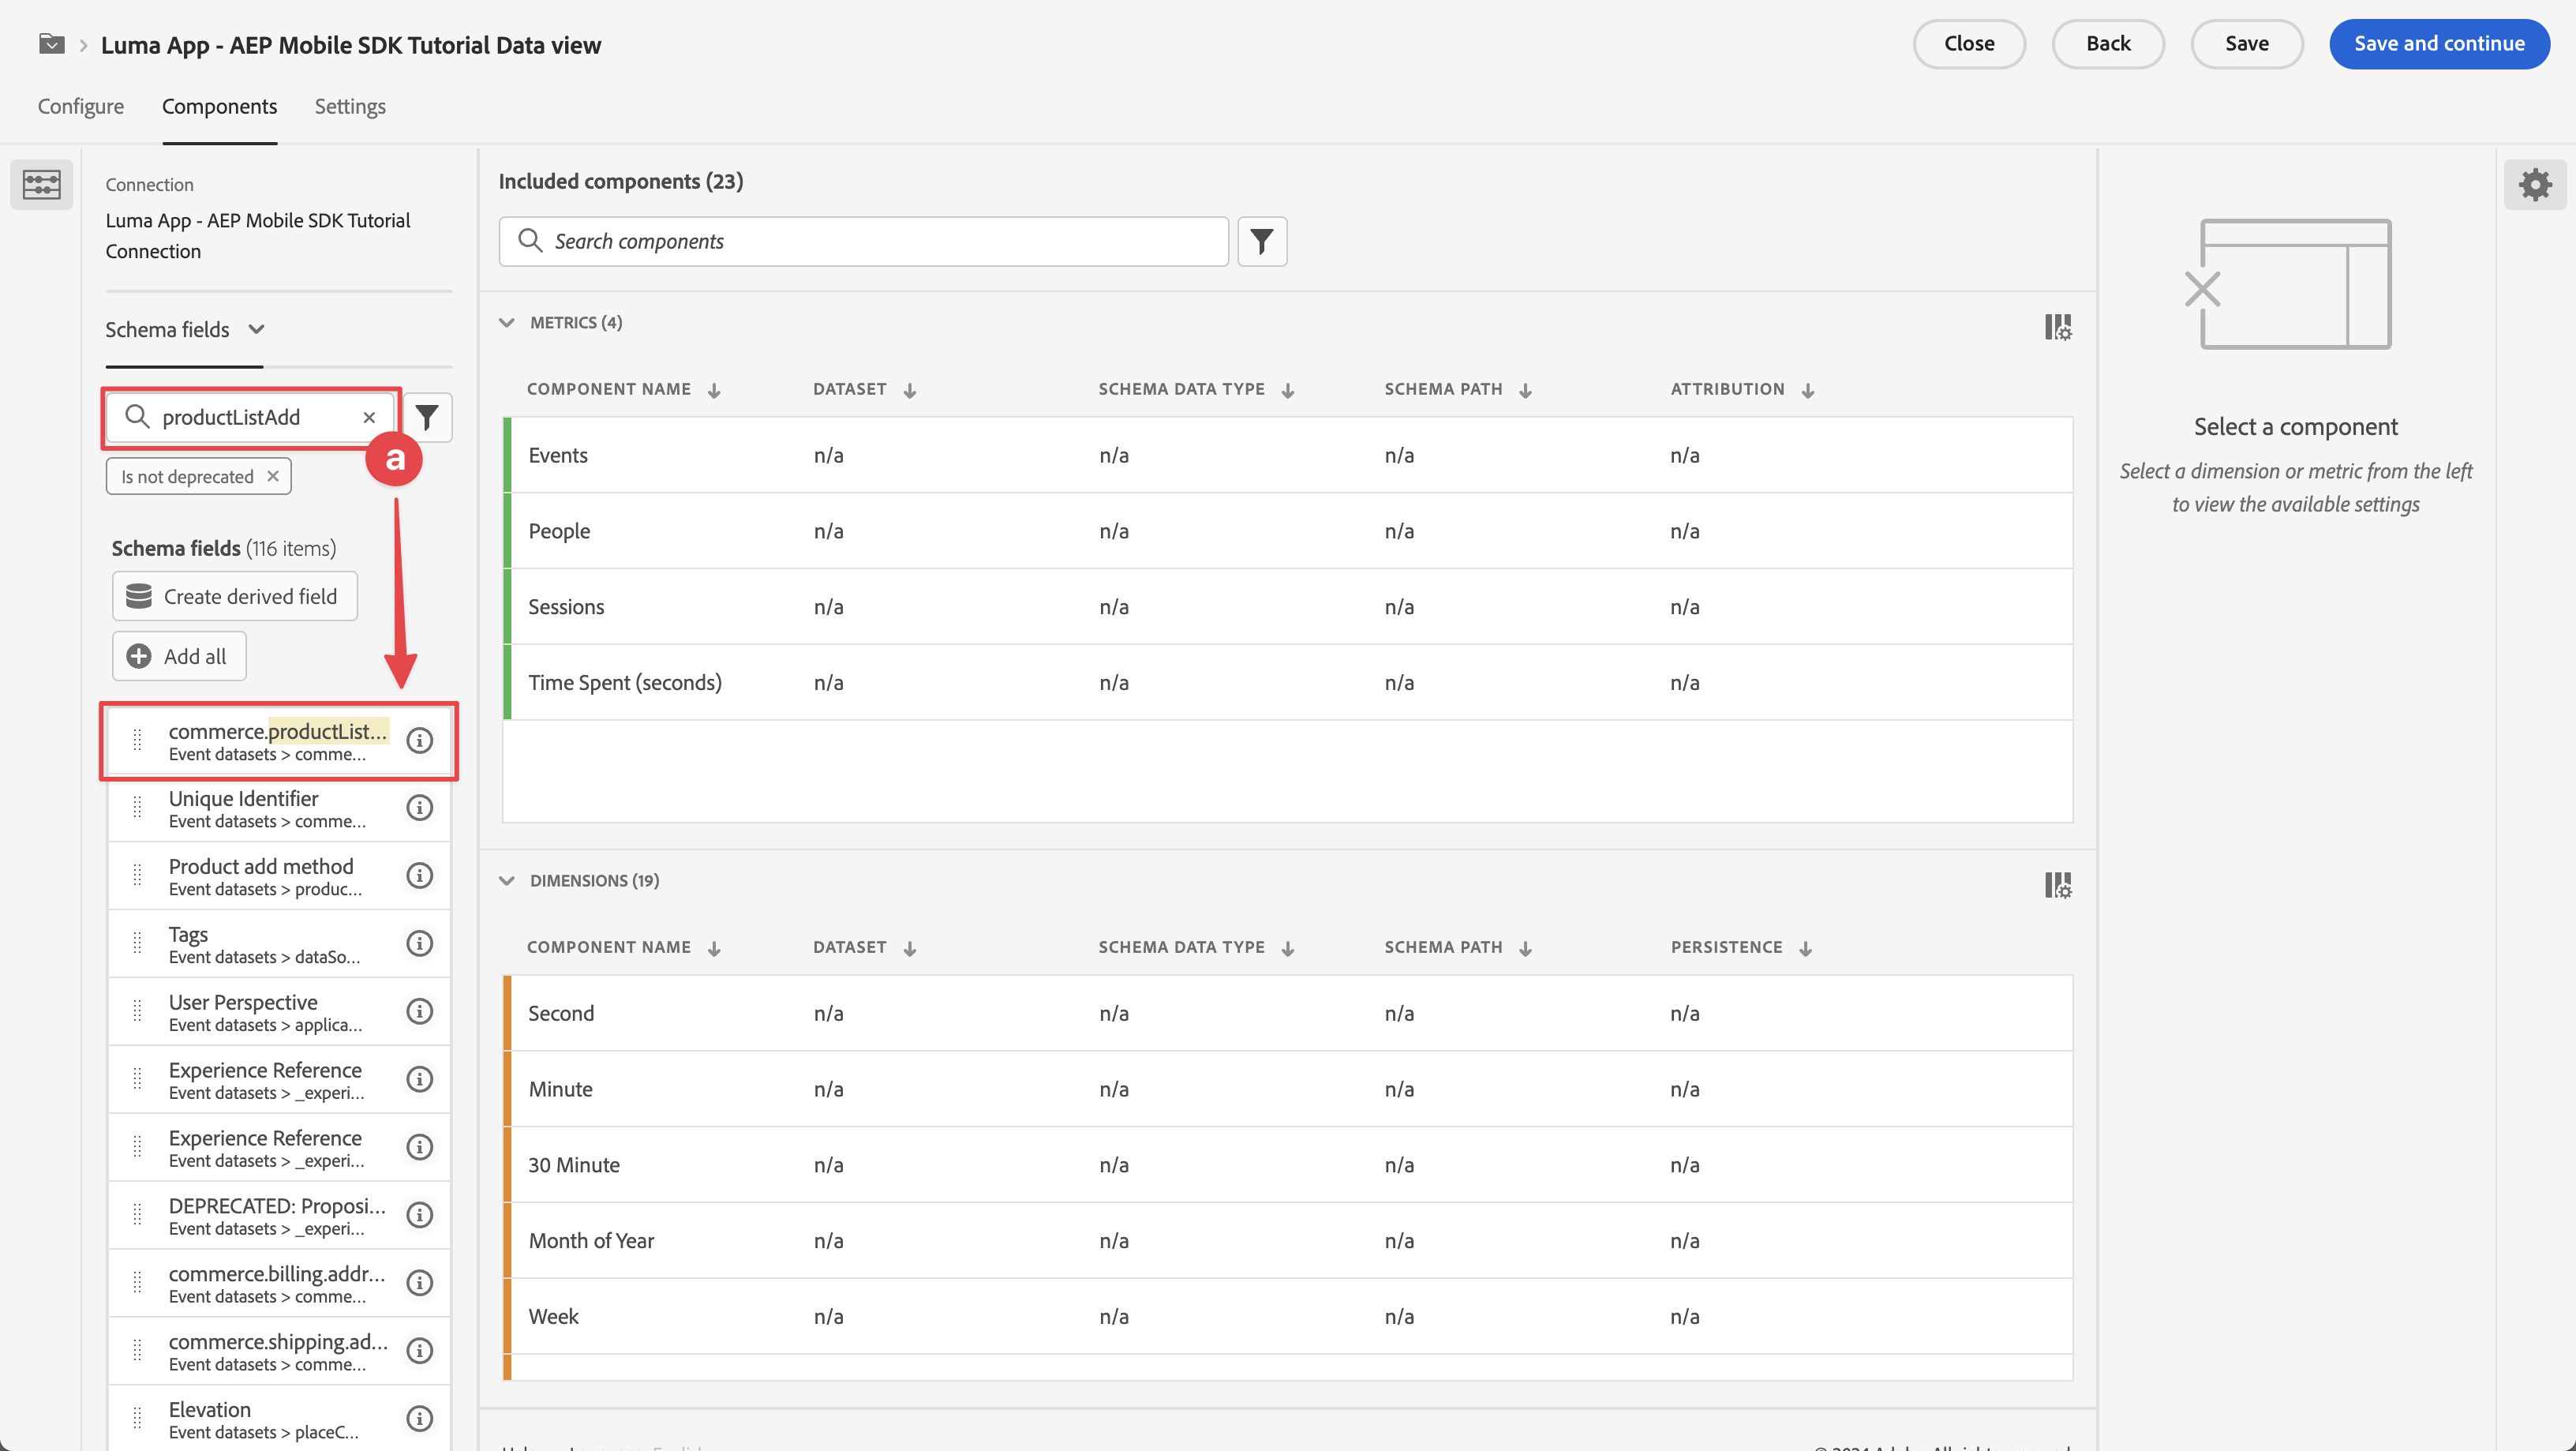 Luma App - AEP Mobile SDK Tutorial Data view
Close
Back
Save
Save and continue
Configure
Components
Settings
Connection
Luma App - AEP Mobile SDK Tutorial
Connection
Schema fields
productListAdd
a
Is not deprecated
Schema fields (116 items)
Create derived field
Add all
commerce.productList...
Event datasets > comme...
Unique Identifier
Event datasets > comme...
Product add method
Event datasets > produc...
Tags
Event datasets > dataSo...
User Perspective
Event datasets > applica...
Experience Reference
Event datasets > _experi...
Experience Reference
Event datasets > _experi...
DEPRECATED: Proposi...
Event datasets > _experi...
commerce.billing.addr...
Event datasets > comme...
commerce.shipping.ad...
Event datasets > comme...
Elevation
Event datasets > placeC...
Included components (23)
Search components
METRICS (4)
COMPONENT NAME DATASET SCHEMA DATA TYPE SCHEMA PATH ATTRIBUTION
Events n/a n/a n/a n/a
People n/a n/a n/a n/a
Sessions n/a n/a n/a n/a
Time Spent (seconds) n/a n/a n/a n/a
DIMENSIONS (19)
COMPONENT NAME DATASET SCHEMA DATA TYPE SCHEMA PATH PERSISTENCE
Second n/a n/a n/a n/a
Minute n/a n/a n/a n/a
30 Minute n/a n/a n/a n/a
Month of Year n/a n/a n/a n/a
Week n/a n/a n/a n/a
Select a component
Select a dimension or metric from the left
to view the available settings